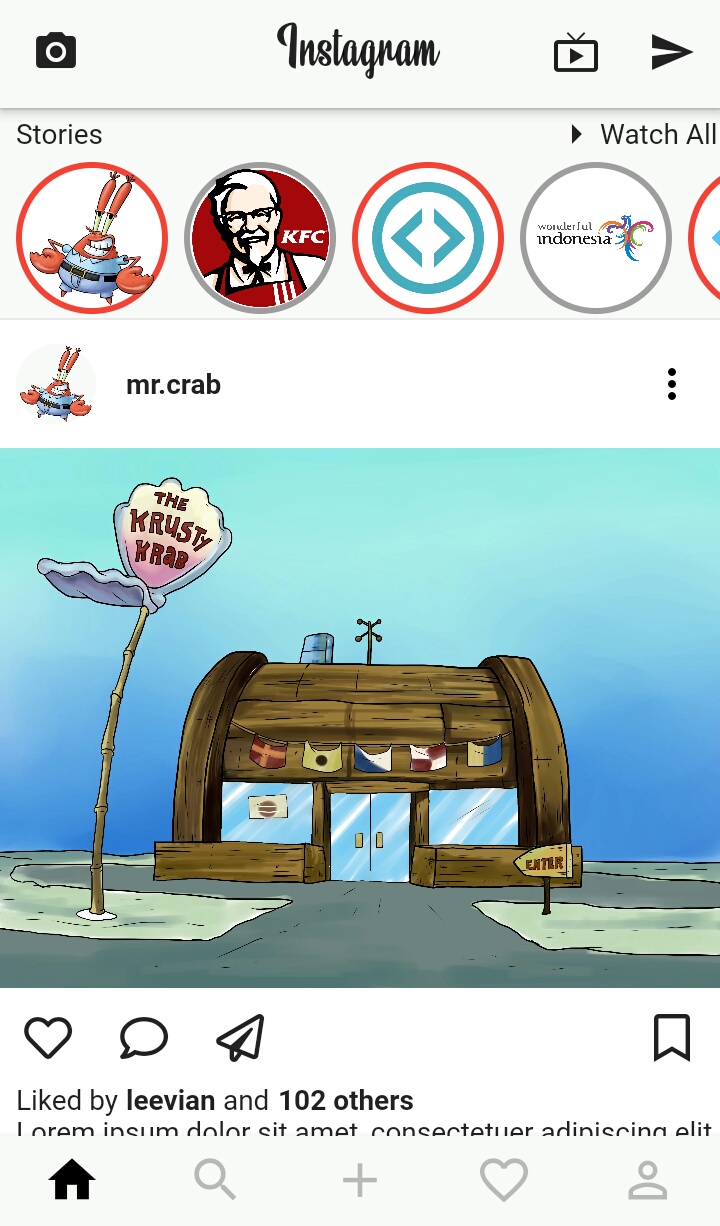 Instagram
Stories
Watch All
KFC
wonderful
indonesia
mr.crab
THE
KRUSTY
KRAB
ENTER
Liked by leevian and 102 others
Lorem ipsum dolor sit amet, consectetuer adipiscing elit